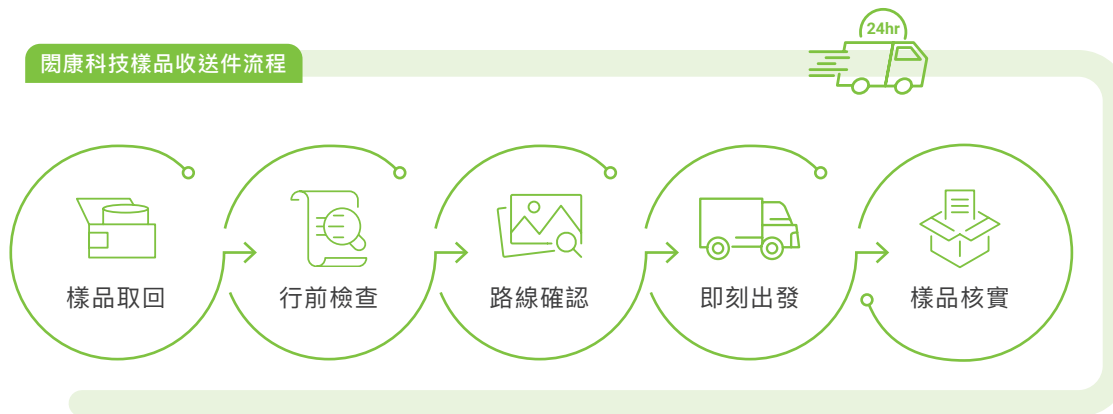 24hr
閎康科技樣品收送件流程
樣品取回
行前檢查
路線確認
即刻出發
樣品核實